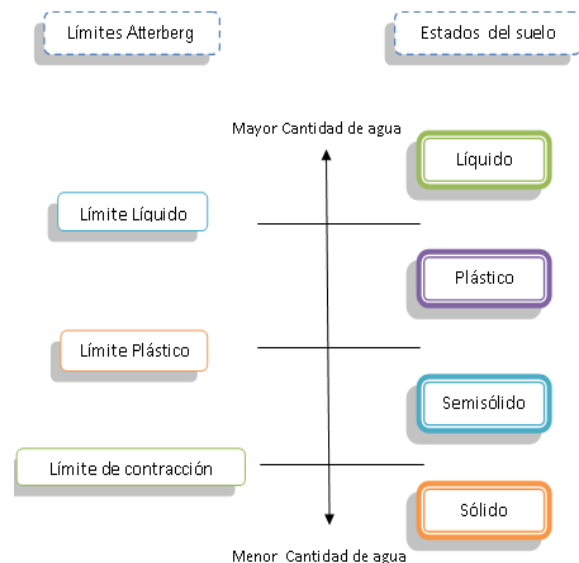 Límites Atterberg
Estados del suelo
Mayor Cantidad de agua
Líquido
Límite Líquido
Plástico
Límite Plástico
Semisólido
Límite de contracción
Sólido
Menor Cantidad de agua